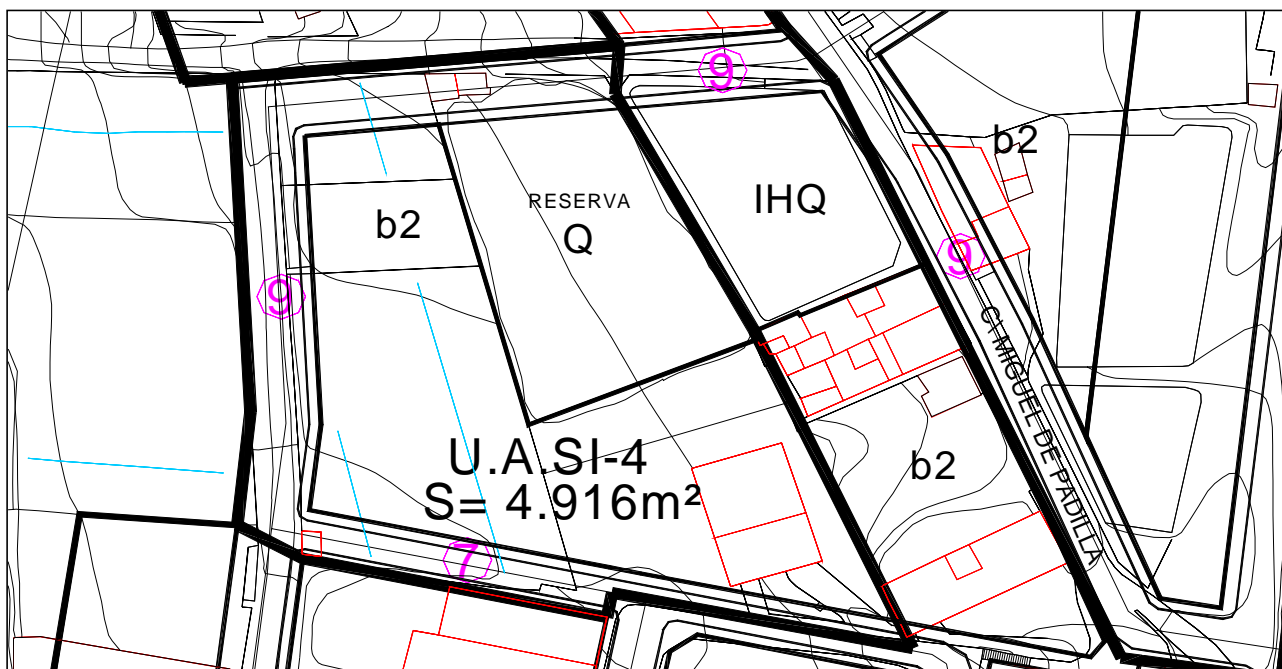 9
b2
RESERVA
Q
IHQ
b2
9
9
C\ MIGUEL DE PADILLA
U.A.SI-4
S= 4.916m²
b2
7